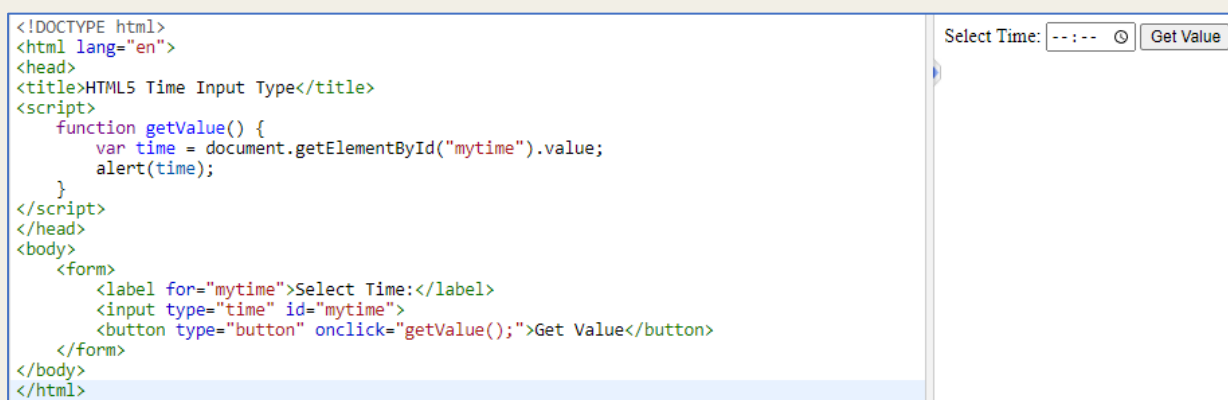 <!DOCTYPE html>
<html lang="en">
<head>
<title>HTML5 Time Input Type</title>
<script>
    function getValue() {
        var time = document.getElementById("mytime").value;
        alert(time);
    }
</script>
</head>
<body>
    <form>
        <label for="mytime">Select Time:</label>
        <input type="time" id="mytime">
        <button type="button" onclick="getValue();">Get Value</button>
    </form>
</body>
</html>
Select Time: --:-- Get Value